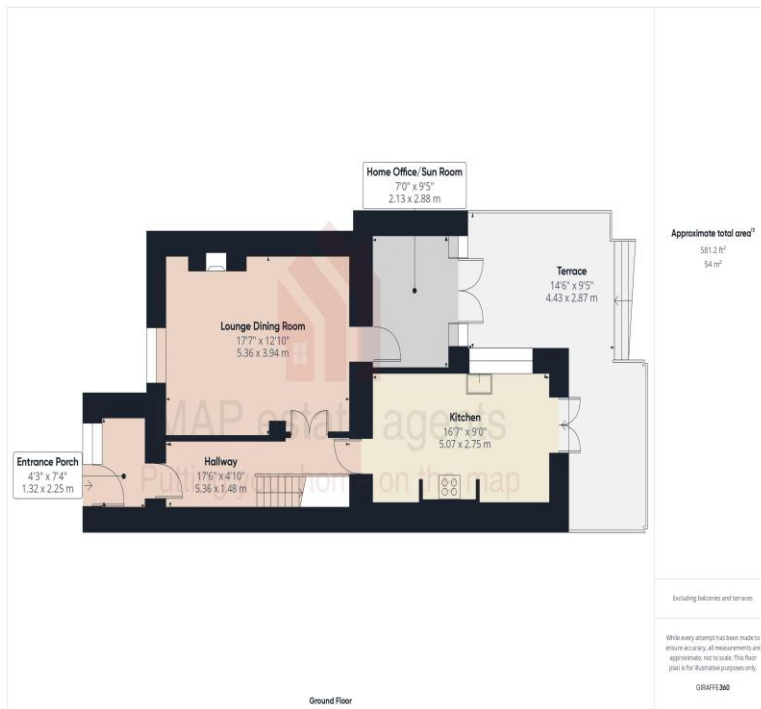 Home Office/Sun Room
7'0" x 9'5"
2.13 x 2.88 m
Approximate total area⁽¹⁾
581.2 ft²
54 m²
Terrace
14'6" x 9'5"
4.43 x 2.87 m
Lounge Dining Room
17'7" x 12'10"
5.36 x 3.94 m
MAP estate agents
Putting your home on the map
Kitchen
16'7" x 9'0"
5.07 x 2.75 m
Entrance Porch
4'3" x 7'4"
1.32 x 2.25 m
Hallway
17'6" x 4'10"
5.36 x 1.48 m
Excluding balconies and terraces
While every attempt has been made to
ensure accuracy, all measurements are
approximate, not to scale. This floor
plan is for illustrative purposes only.
GIRAFFE360
Ground Floor